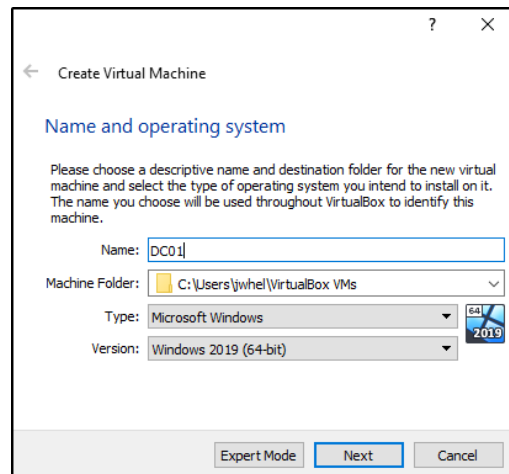 ?
Create Virtual Machine
Name and operating system
Please choose a descriptive name and destination folder for the new virtual
machine and select the type of operating system you intend to install on it.
The name you choose will be used throughout VirtualBox to identify this
machine.
Name: DC01
Machine Folder: C:\Users\jwhel\VirtualBox VMs
Type: Microsoft Windows
64
Version: Windows 2019 (64-bit)
2019
Expert Mode Next Cancel